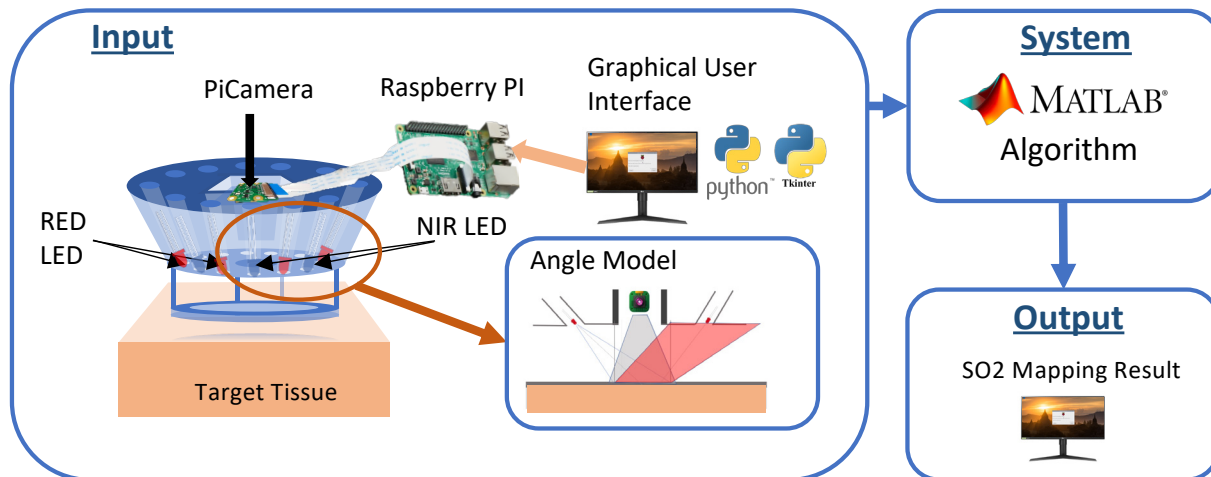 Input
PiCamera
Raspberry PI
Graphical User
Interface
python™
Tkinter
RED
LED
NIR LED
Angle Model
Target Tissue
System
MATLAB®
Algorithm
Output
SO2 Mapping Result